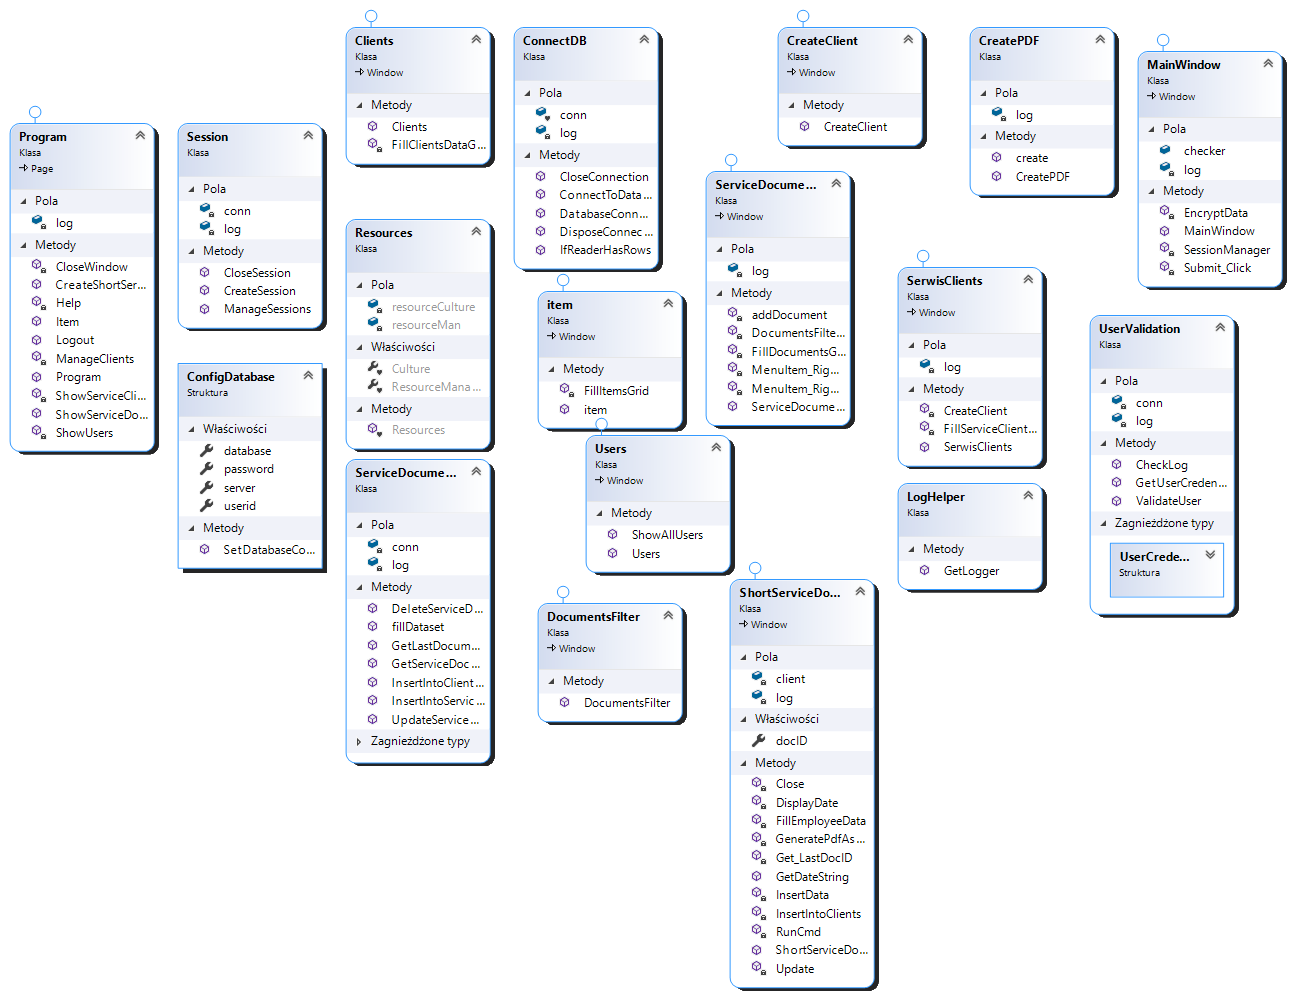 Program
Klasa
Page
Pola
log
Metody
CloseWindow
CreateShortSer...
Help
Item
Logout
ManageClients
Program
ShowServiceCli...
ShowServiceDo...
ShowUsers
Session
Klasa
Pola
conn
log
Metody
CloseSession
CreateSession
ManageSessions
ConfigDatabase
Struktura
Właściwości
database
password
server
userid
Metody
SetDatabaseCo...
Clients
Klasa
Window
Metody
Clients
FillClientsDataG...
Resources
Klasa
Pola
resourceCulture
resourceMan
Właściwości
Culture
ResourceMana...
Metody
Resources
ServiceDocume...
Klasa
Pola
conn
log
Metody
DeleteServiceD...
fillDataset
GetLastDocum...
GetServiceDoc...
InsertIntoClient...
InsertIntoServic...
UpdateService...
Zagnieżdżone typy
ConnectDB
Klasa
Pola
conn
log
Metody
CloseConnection
ConnectToData...
DatabaseConn...
DisposeConnec...
IfReaderHasRows
item
Klasa
Window
Metody
FillItemsGrid
item
Users
Klasa
Window
Metody
ShowAllUsers
Users
DocumentsFilter
Klasa
Window
Metody
DocumentsFilter
CreateClient
Klasa
Window
Metody
CreateClient
ServiceDocume...
Klasa
Window
Pola
log
Metody
addDocument
DocumentsFilte...
FillDocumentsG...
MenuItem_Rig...
MenuItem_Rig...
ServiceDocume...
ShortServiceDo...
Klasa
Window
Pola
client
log
Właściwości
docID
Metody
Close
DisplayDate
FillEmployeeData
GeneratePdfAs...
Get_LastDocID
GetDateString
InsertData
InsertIntoClients
RunCmd
ShortServiceDo...
Update
CreatePDF
Klasa
Pola
log
Metody
create
CreatePDF
SerwisClients
Klasa
Window
Pola
log
Metody
CreateClient
FillServiceClient...
SerwisClients
LogHelper
Klasa
Metody
GetLogger
MainWindow
Klasa
Window
Pola
checker
log
Metody
EncryptData
MainWindow
SessionManager
Submit_Click
UserValidation
Klasa
Pola
conn
log
Metody
CheckLog
GetUserCreden...
ValidateUser
Zagnieżdżone typy
UserCrede...
Struktura